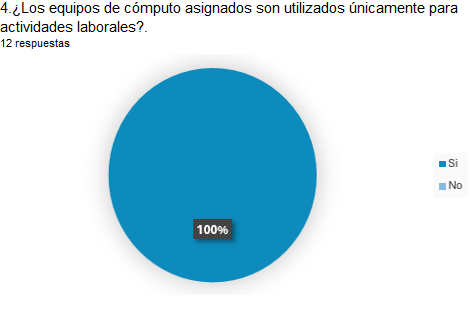 4.¿Los equipos de cómputo asignados son utilizados únicamente para
actividades laborales?.
12 respuestas
100%
Si
No